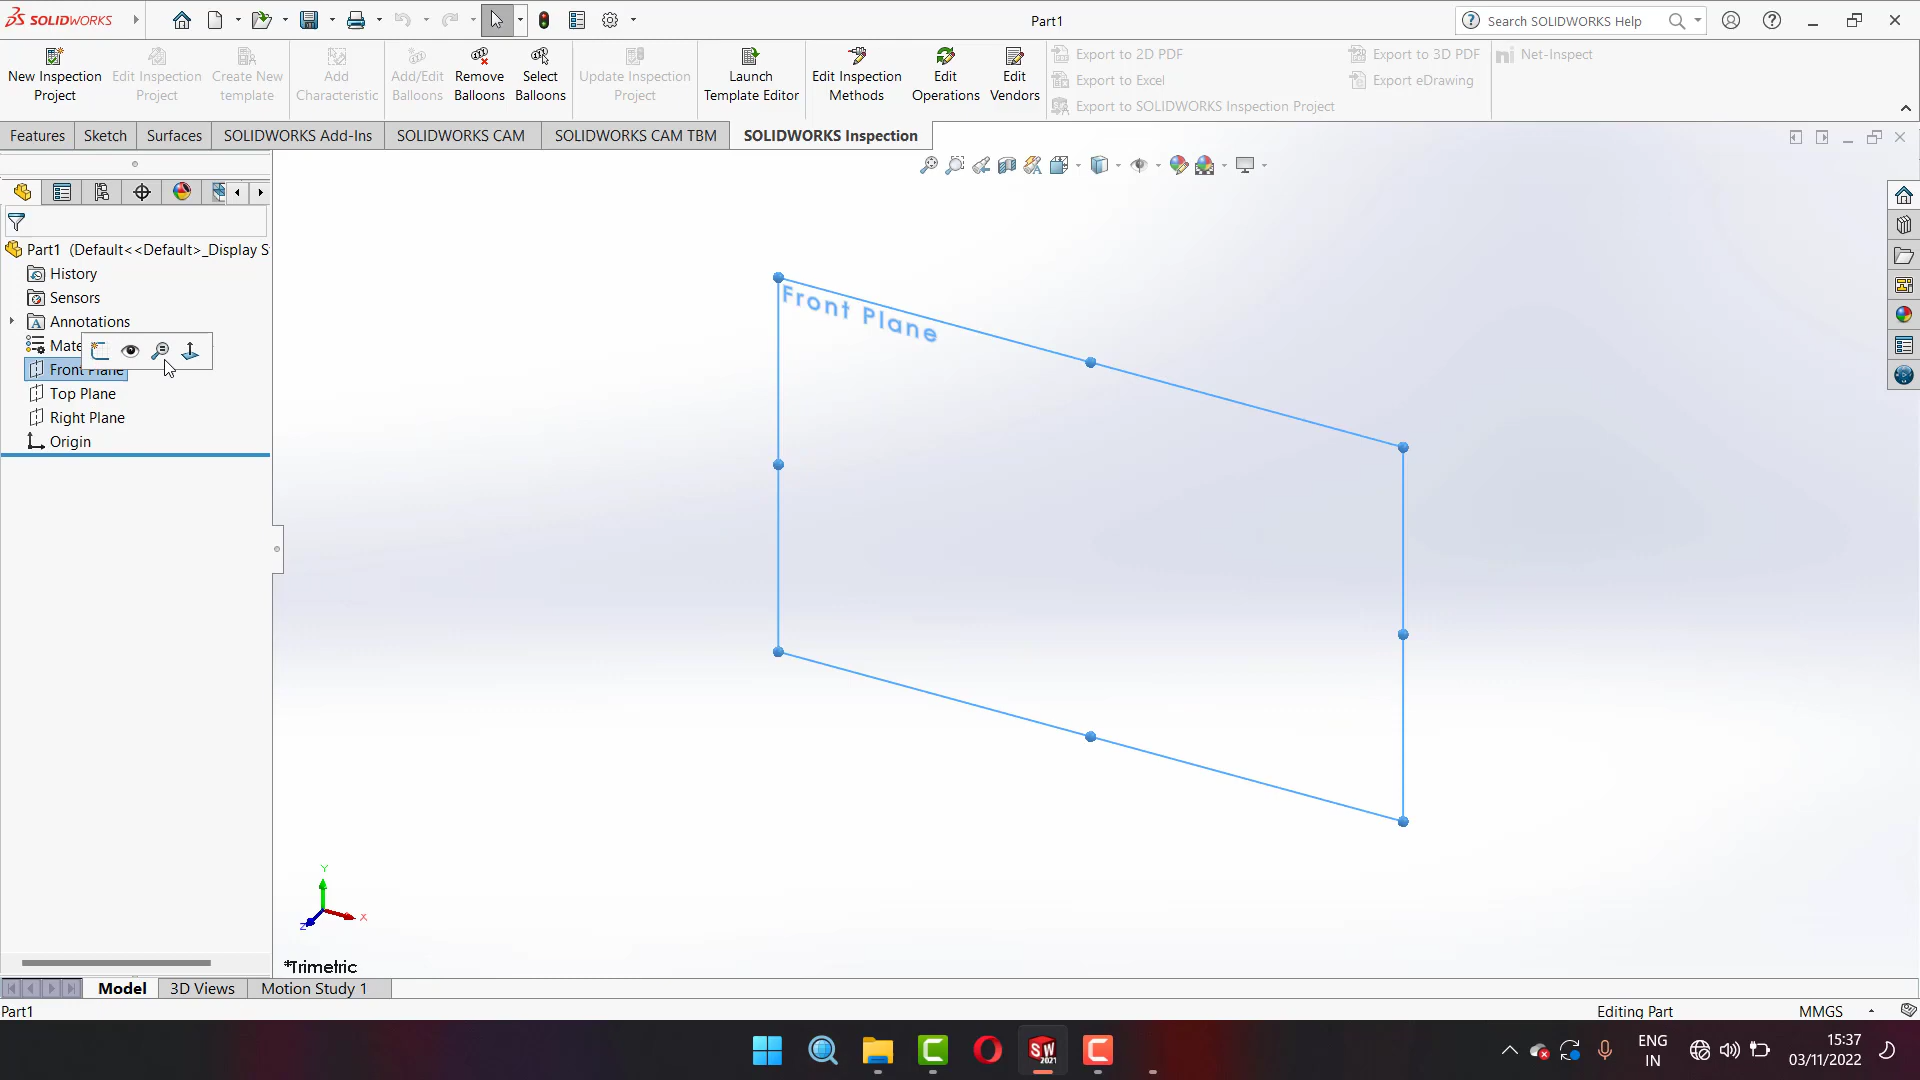 SOLIDWORKS
Part1
Search SOLIDWORKS Help
New Inspection
Project
Edit Inspection
Project
Create New
template
Add
Characteristic
Add/Edit
Balloons
Remove
Balloons
Select
Balloons
Update Inspection
Project
Launch
Template Editor
Edit Inspection
Methods
Edit
Operations
Edit
Vendors
Export to 2D PDF
Export to Excel
Export to SOLIDWORKS Inspection Project
Export to 3D PDF
Export eDrawing
Net-Inspect
Features
Sketch
Surfaces
SOLIDWORKS Add-Ins
SOLIDWORKS CAM
SOLIDWORKS CAM TBM
SOLIDWORKS Inspection
Part1 (Default<<Default>_Display S
History
Sensors
Annotations
Mate
Front Plane
Top Plane
Right Plane
Origin
Front Plane
Y
X
Z
*Trimetric
Model
3D Views
Motion Study 1
Part1
Editing Part
MMGS
SW
2021
ENG
IN
15:37
03/11/2022